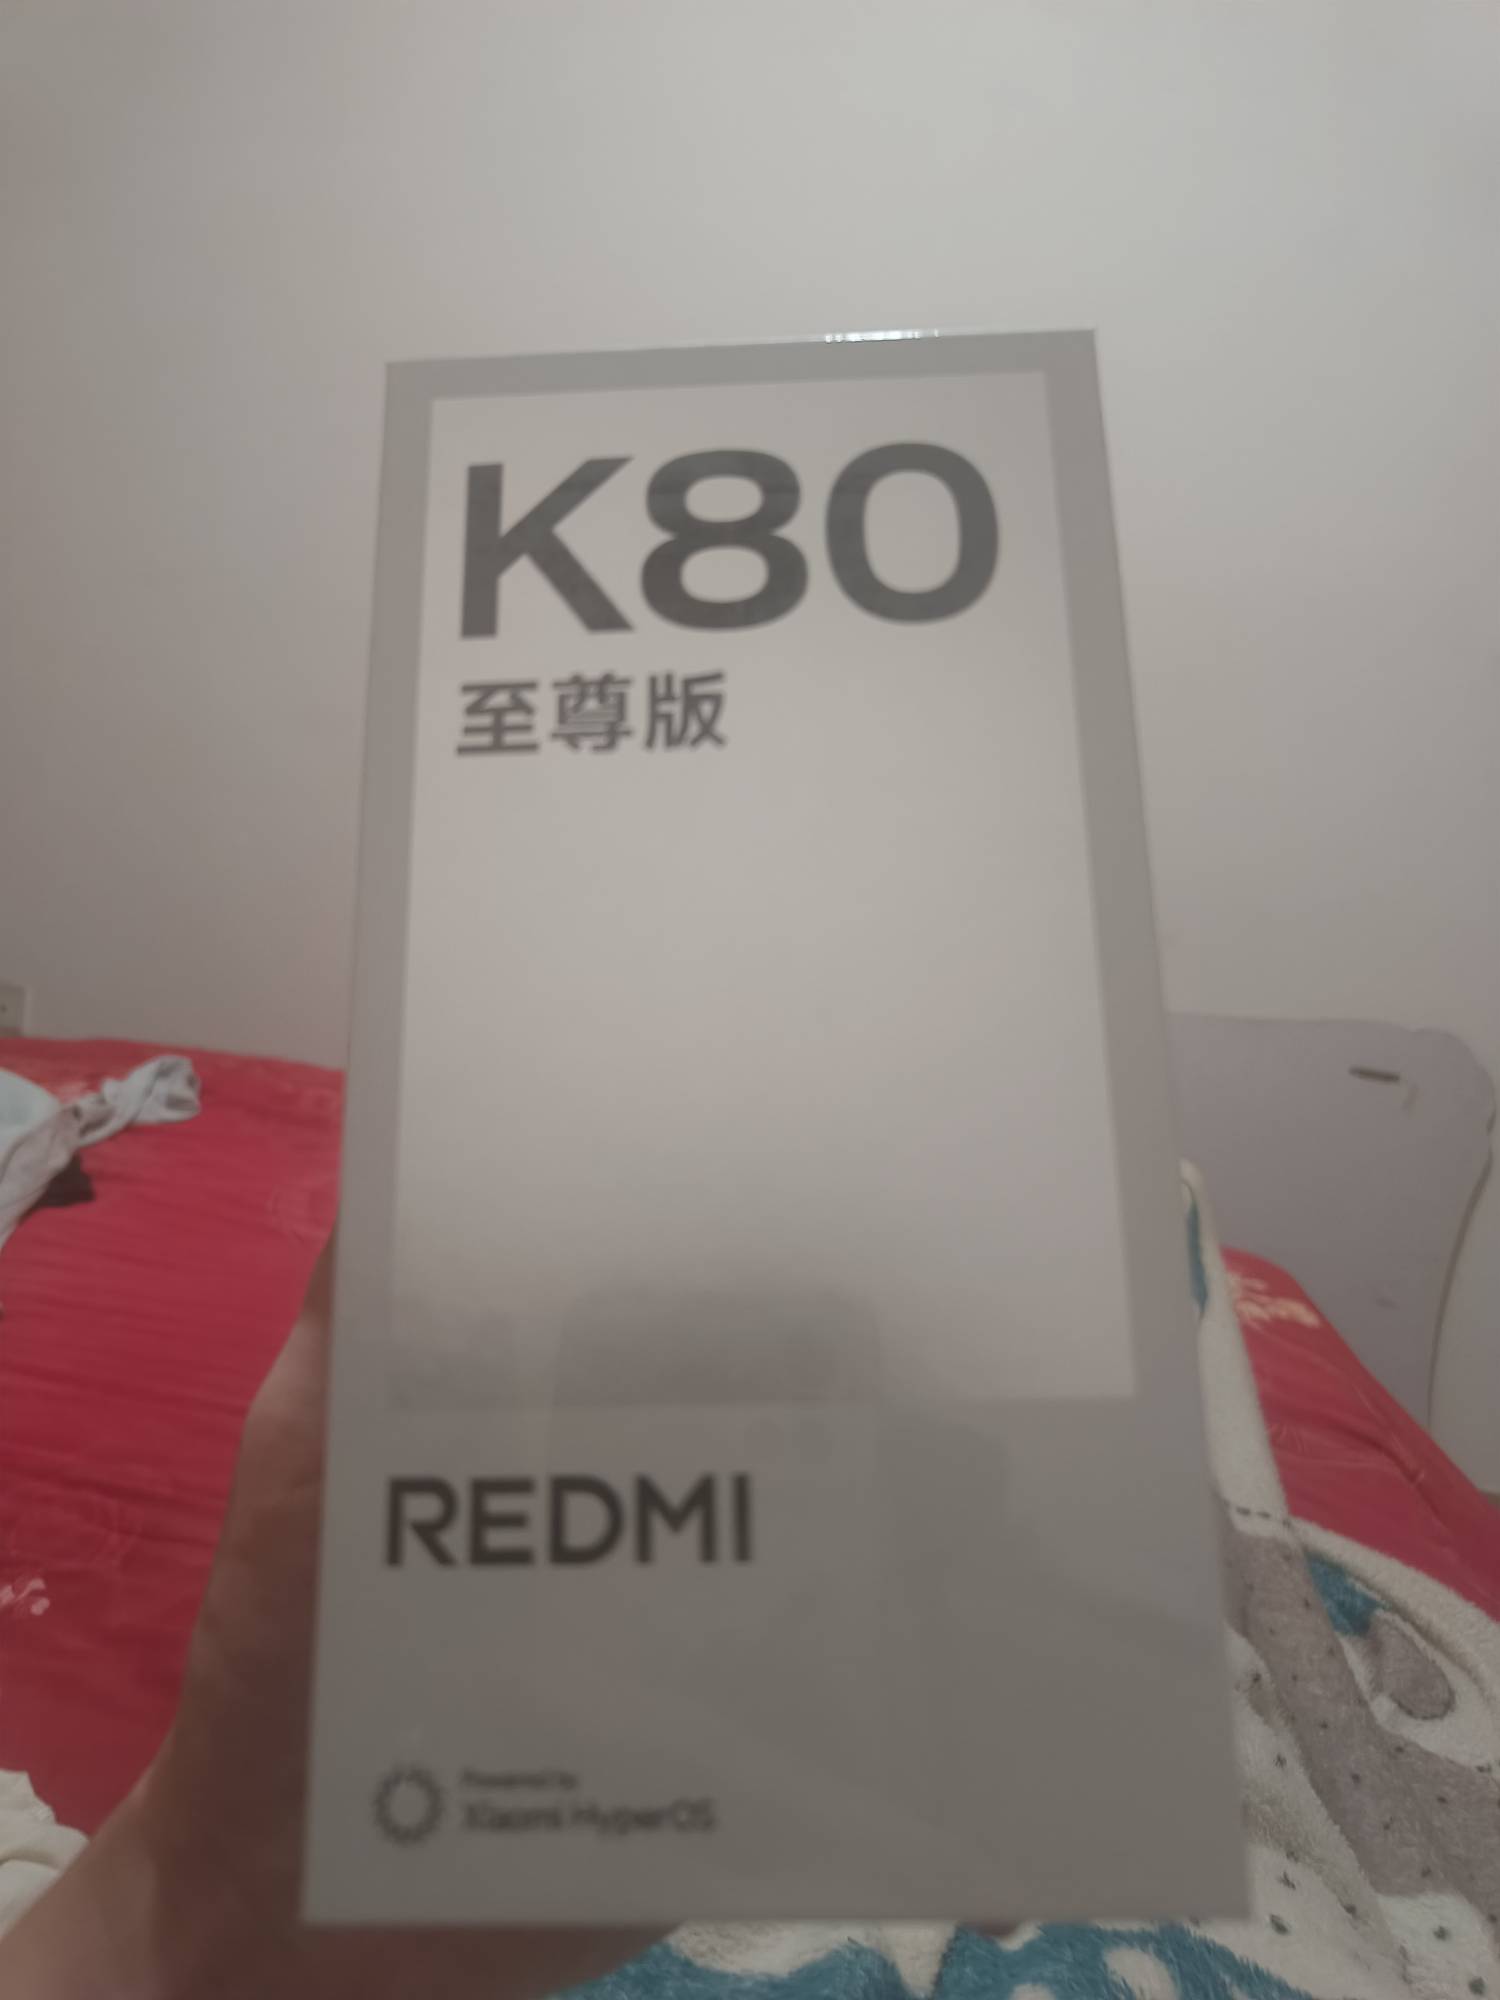 K80
至尊版
REDMI
Powered by
Xiaomi HyperOS